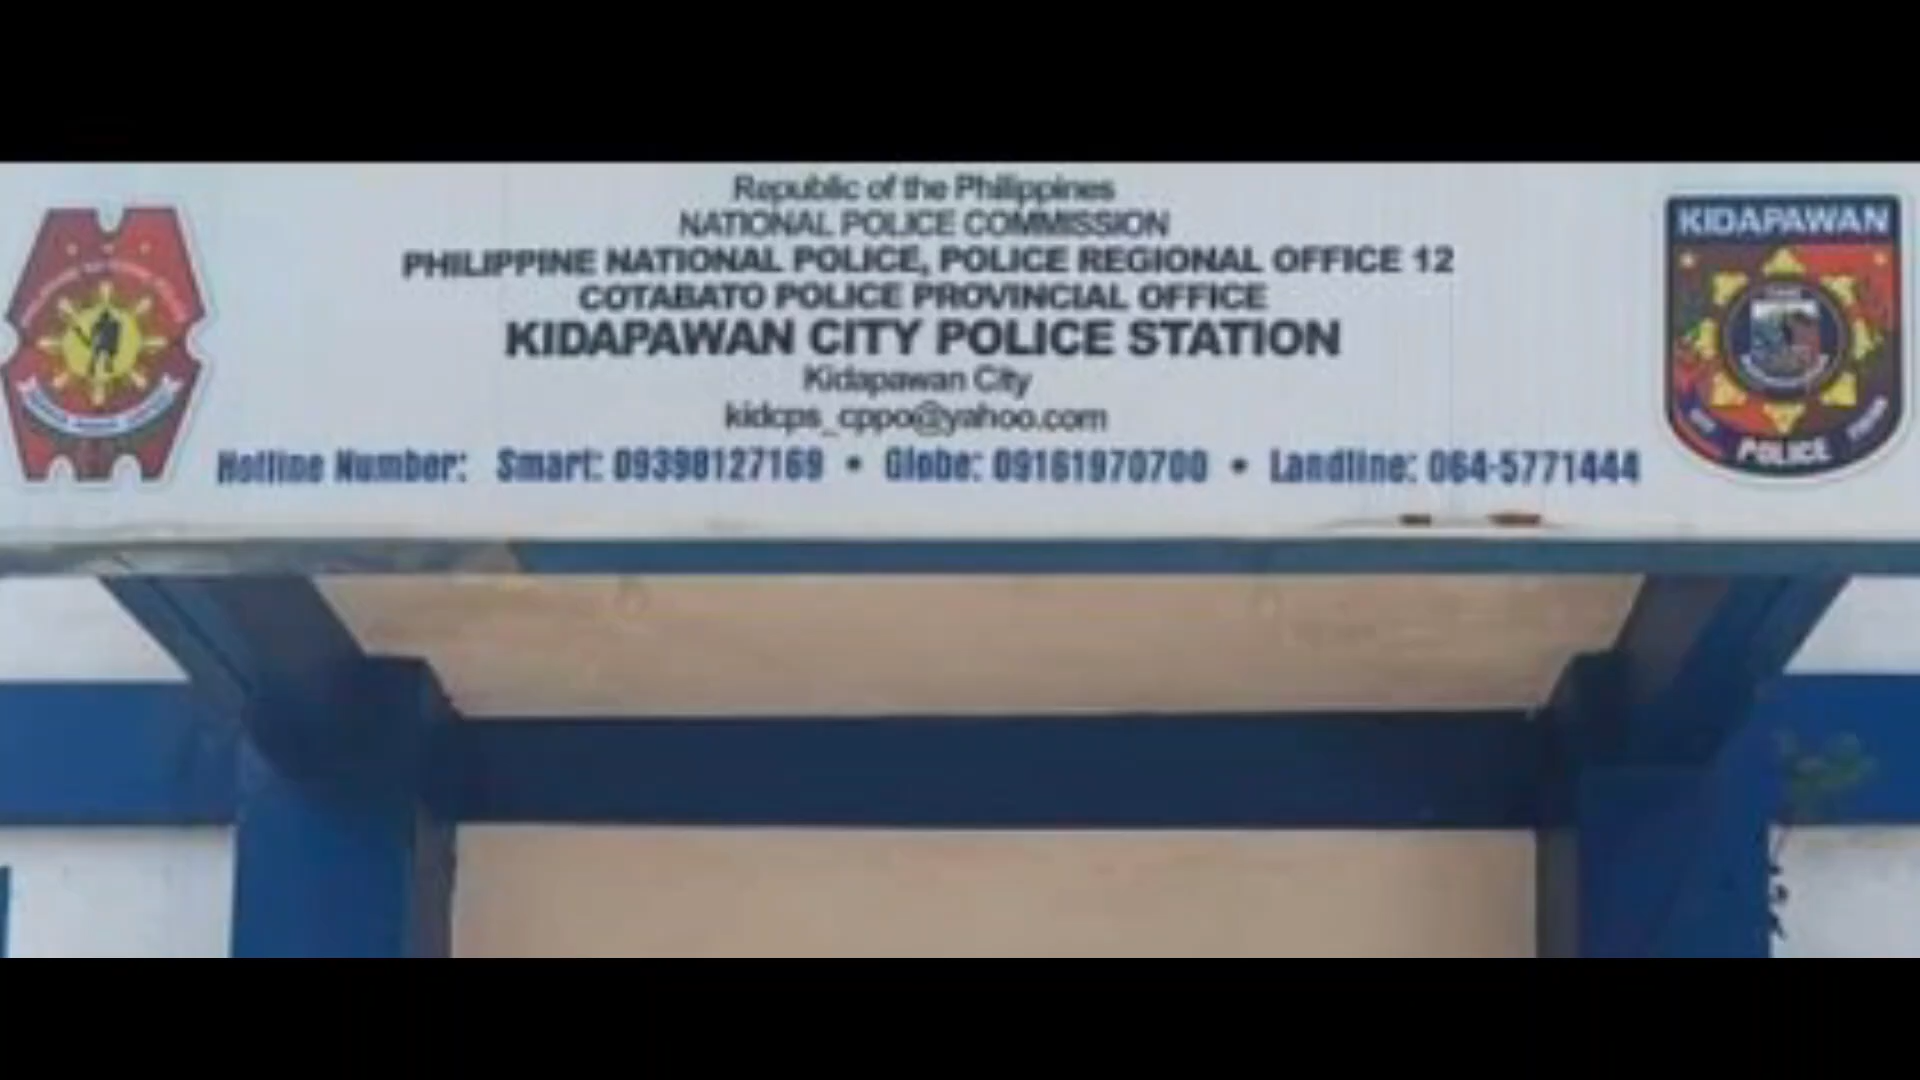 Republic of the Philippines
NATIONAL POLICE COMMISSION
PHILIPPINE NATIONAL POLICE, POLICE REGIONAL OFFICE 12
COTABATO POLICE PROVINCIAL OFFICE
KIDAPAWAN CITY POLICE STATION
Kidapawan City
kidcps_cppo@yahoo.com
Hotline Number: Smart: 09398127169 • Globe: 09161970700 • Landline: 064-5771444
KIDAPAWAN
POLICE